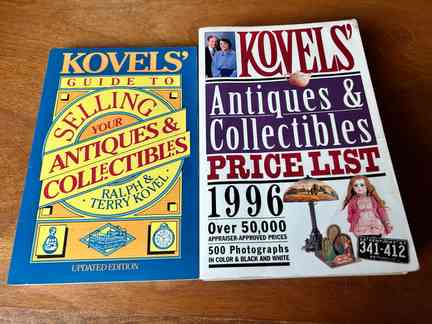 KOVELS'
GUIDE TO
SELLING
YOUR
ANTIQUES &
COLLECTIBLES
RALPH &
TERRY KOVEL
UPDATED EDITION
KOVELS'
Antiques &
Collectibles
PRICE LIST
1996
Over 50,000
APPRAISER-APPROVED PRICES
500 Photographs
IN COLOR & BLACK AND WHITE
341-412